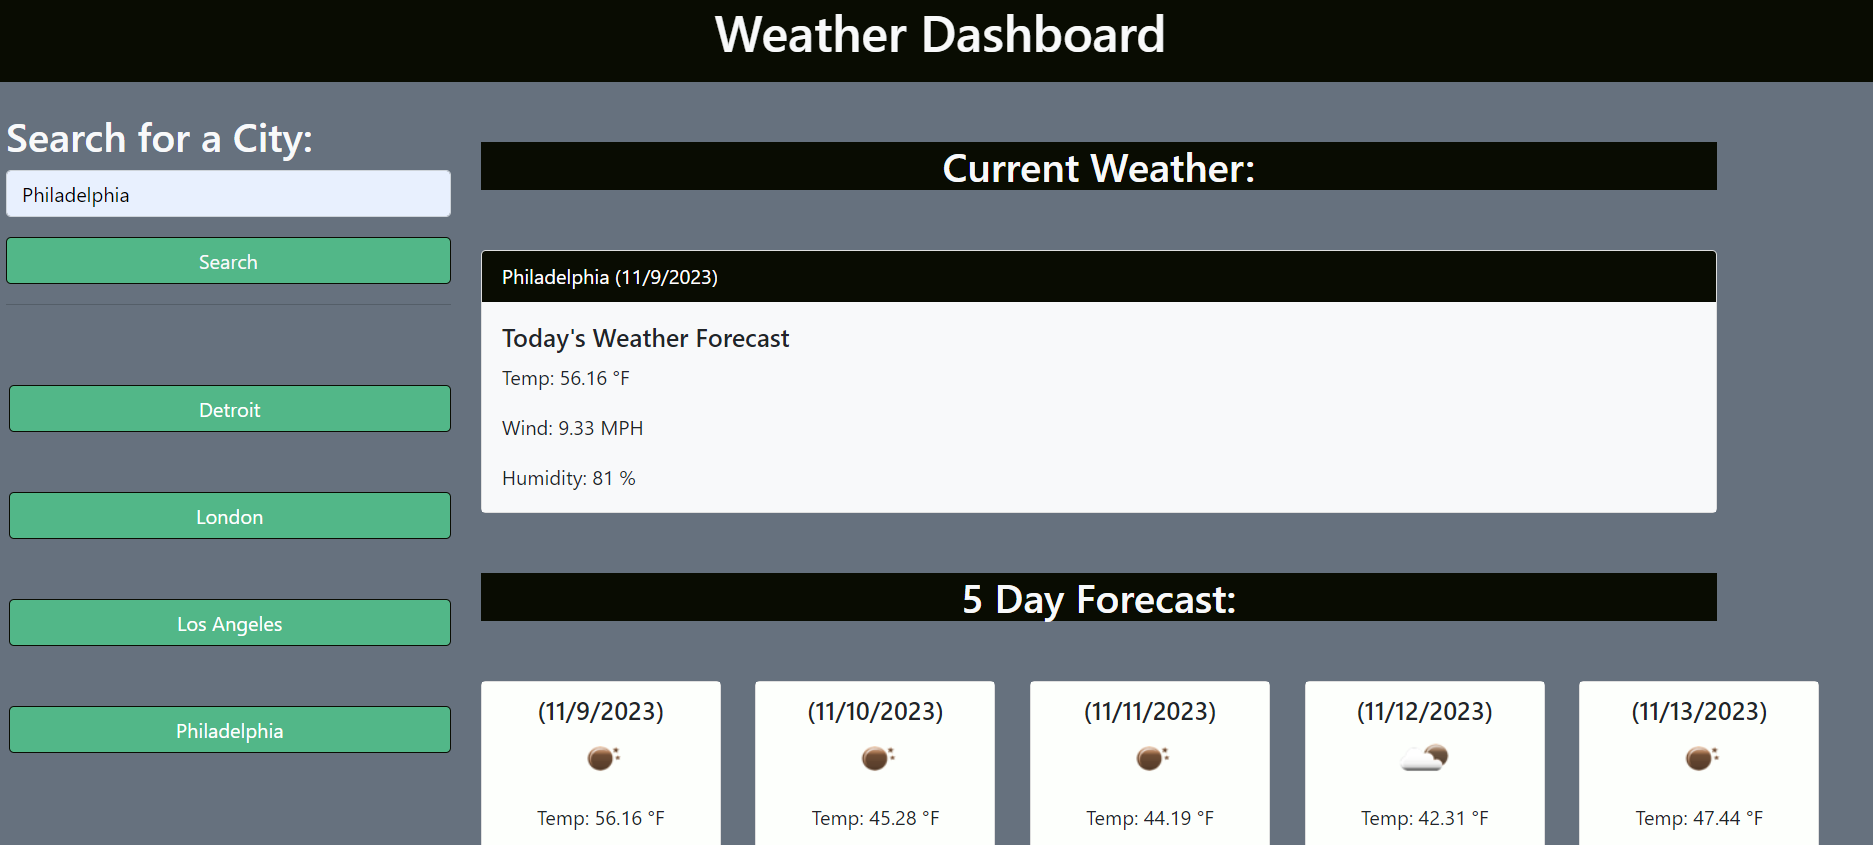 Weather Dashboard
Search for a City:
Philadelphia
Search
Detroit
London
Los Angeles
Philadelphia
Current Weather:
Philadelphia (11/9/2023)
Today's Weather Forecast
Temp: 56.16 °F
Wind: 9.33 MPH
Humidity: 81 %
5 Day Forecast:
(11/9/2023)
Temp: 56.16 °F
(11/10/2023)
Temp: 45.28 °F
(11/11/2023)
Temp: 44.19 °F
(11/12/2023)
Temp: 42.31 °F
(11/13/2023)
Temp: 47.44 °F